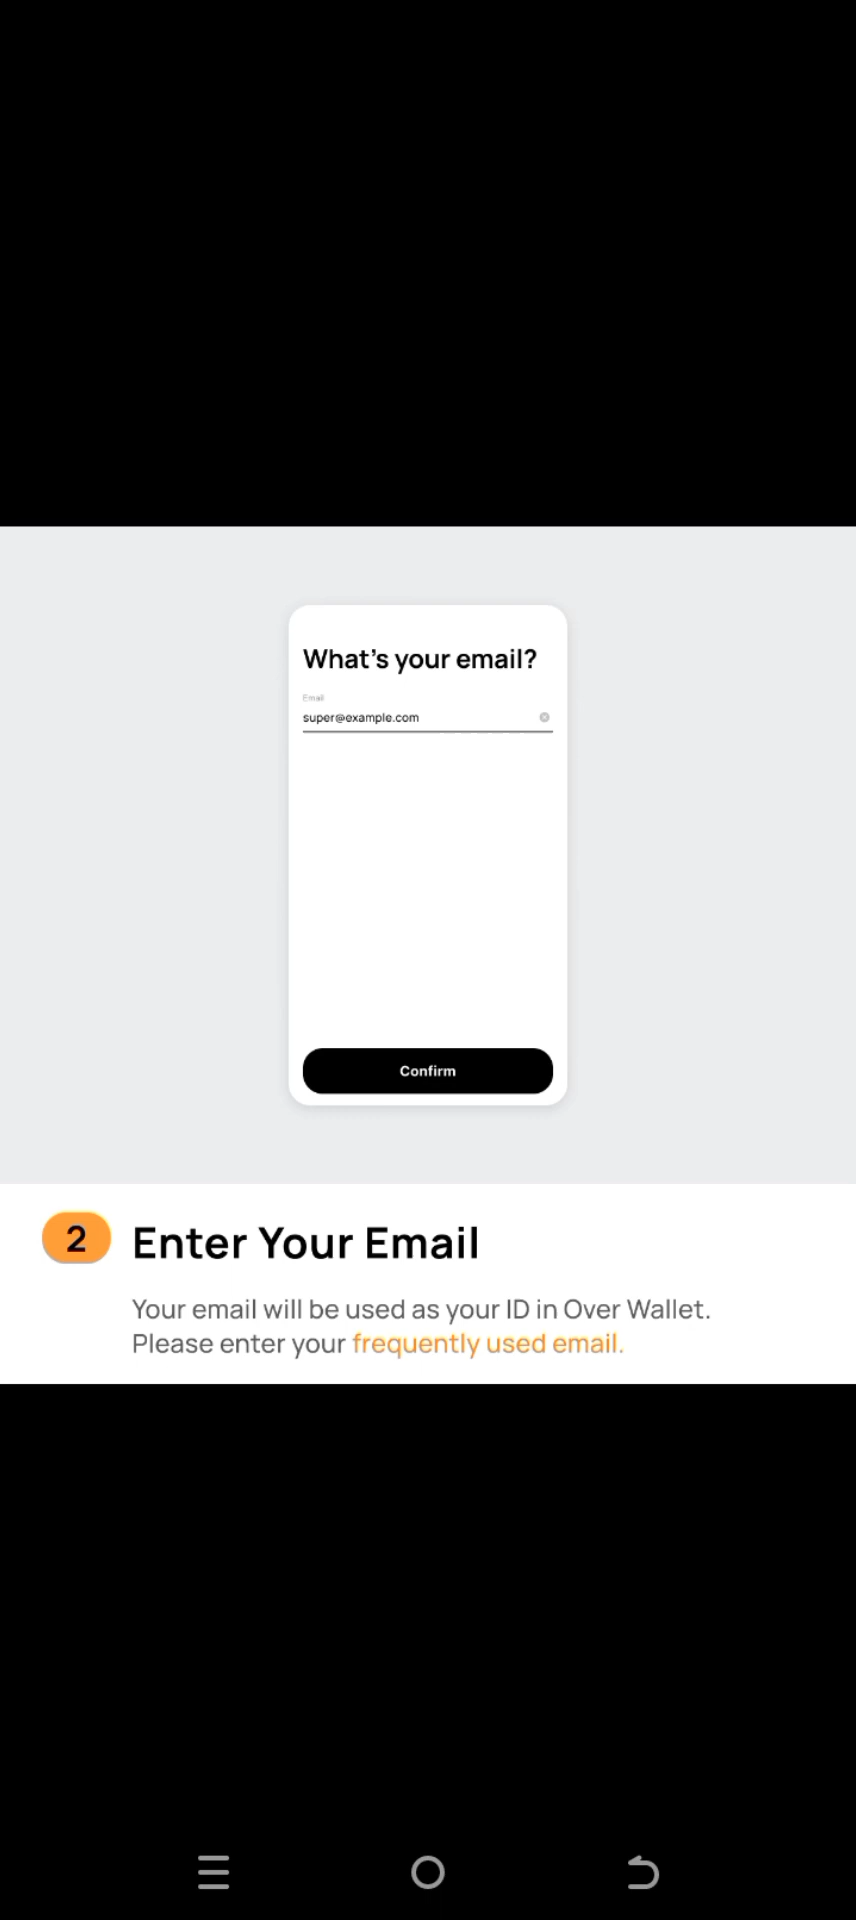 What's your email?
Email
super@example.com
Confirm
2 Enter Your Email
Your email will be used as your ID in Over Wallet.
Please enter your frequently used email.